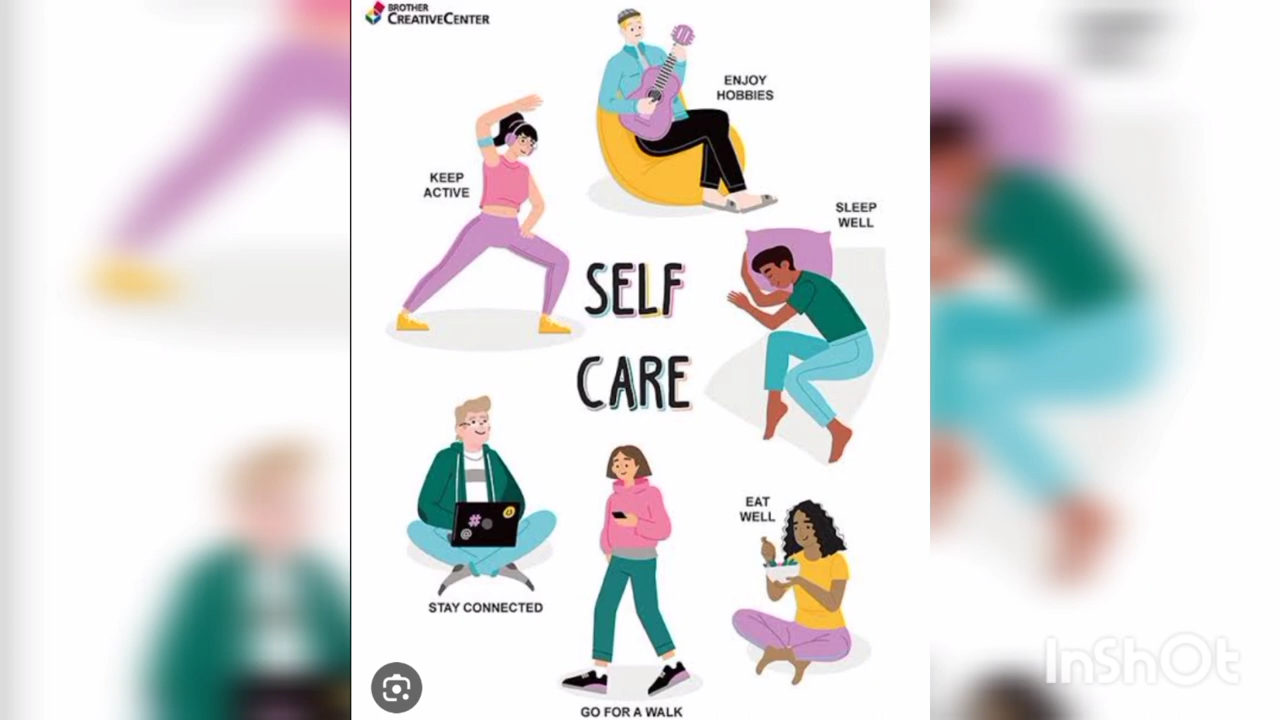 BROTHER
CREATIVECENTER
ENJOY
HOBBIES
KEEP
ACTIVE
SLEEP
WELL
SELF
CARE
EAT
WELL
STAY CONNECTED
GO FOR A WALK
InShOt